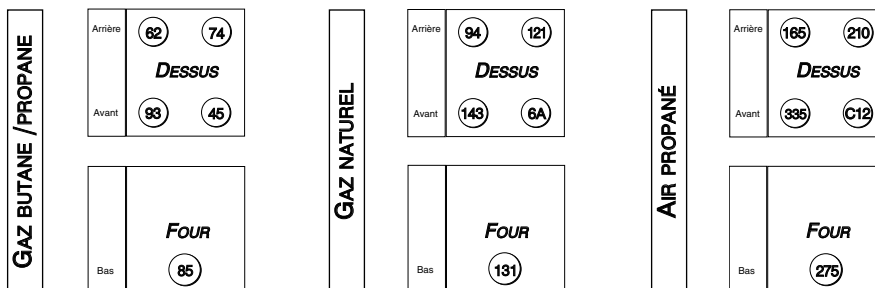 GAZ BUTANE /PROPANE
Arrière 62 74
DESSUS
Avant 93 45
FOUR
Bas 85
GAZ NATUREL
Arrière 94 121
DESSUS
Avant 143 6A
FOUR
Bas 131
AIR PROPANÉ
Arrière 165 210
DESSUS
Avant 335 C12
FOUR
Bas 275